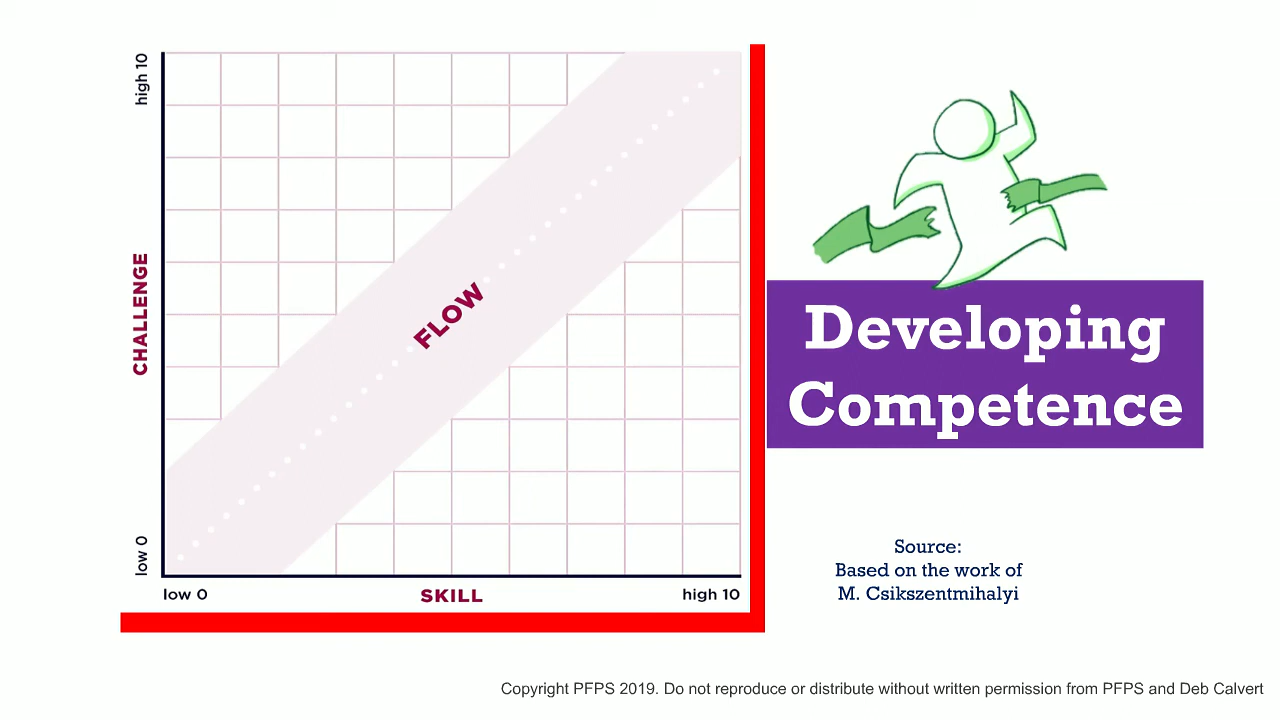 high 10
CHALLENGE
low 0
FLOW
low 0
SKILL
high 10
Developing
Competence
Source:
Based on the work of
M. Csikszentmihalyi
Copyright PFPS 2019. Do not reproduce or distribute without written permission from PFPS and Deb Calvert